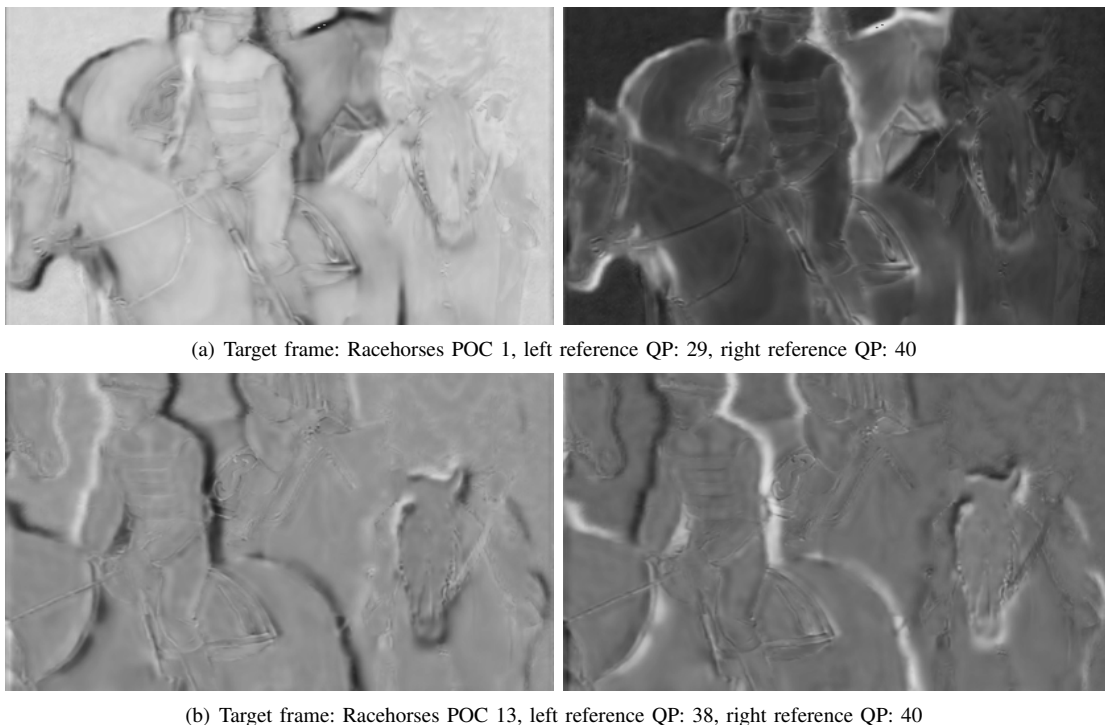 (a) Target frame: Racehorses POC 1, left reference QP: 29, right reference QP: 40
(b) Target frame: Racehorses POC 13, left reference QP: 38, right reference QP: 40